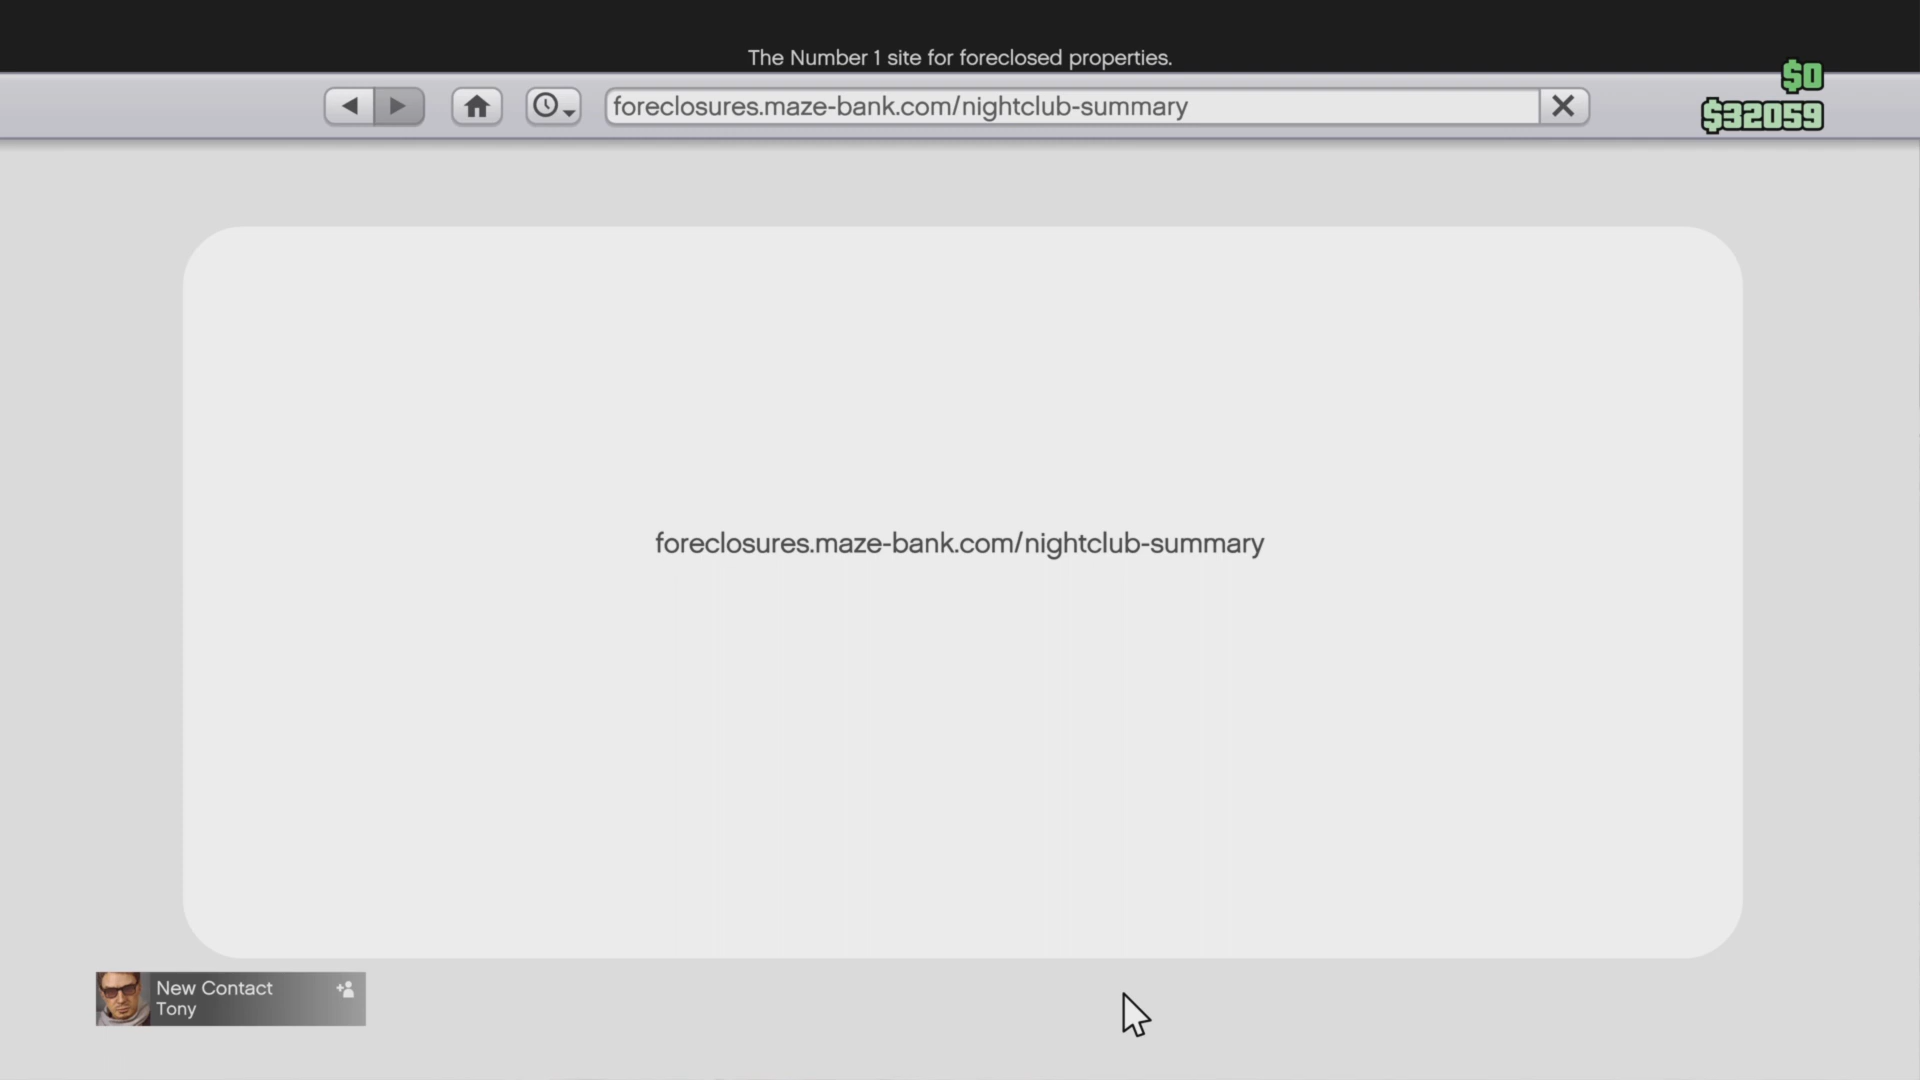 The Number 1 site for foreclosed properties.
$0
foreclosures.maze-bank.com/nightclub-summary
$32059
foreclosures.maze-bank.com/nightclub-summary
New Contact
Tony